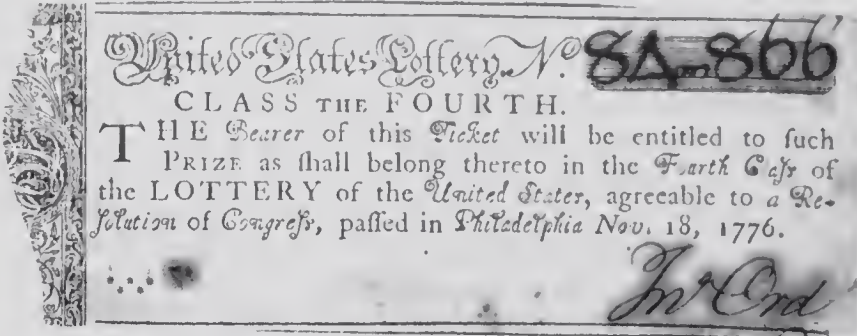 United States Lottery. No. 84-866
CLASS THE FOURTH.
THE Bearer of this Ticket will be entitled to ſuch
PRIZE as ſhall belong thereto in the Fourth Claſs of
the LOTTERY of the United States, agreeable to a Re-
ſolution of Congreſs, paſſed in Philadelphia Nov. 18, 1776.
Jnº Ord